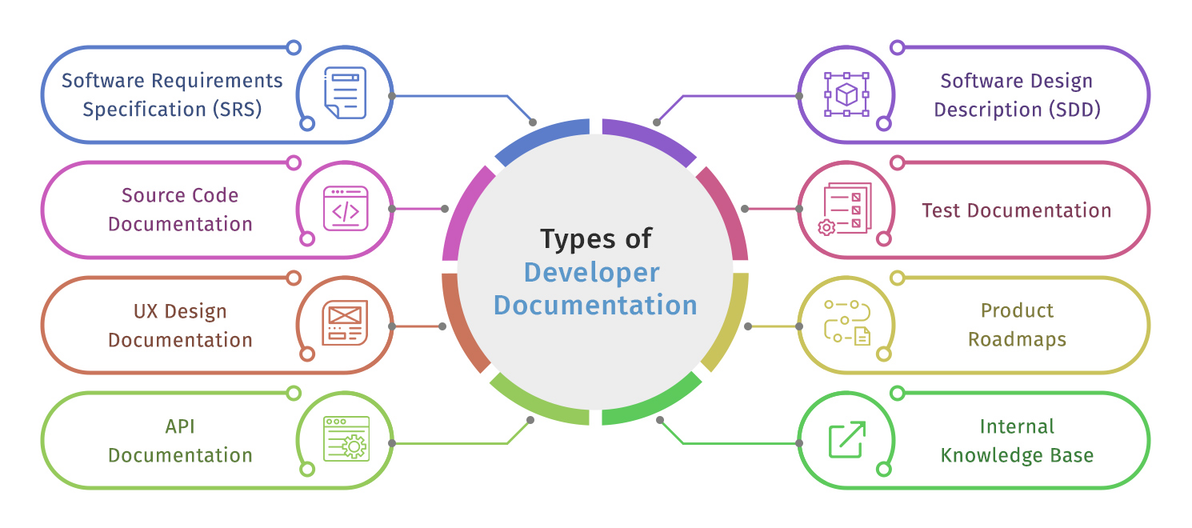 Software Requirements
Specification (SRS)
Source Code
Documentation
UX Design
Documentation
API
Documentation
Types of
Developer
Documentation
Software Design
Description (SDD)
Test Documentation
Product
Roadmaps
Internal
Knowledge Base